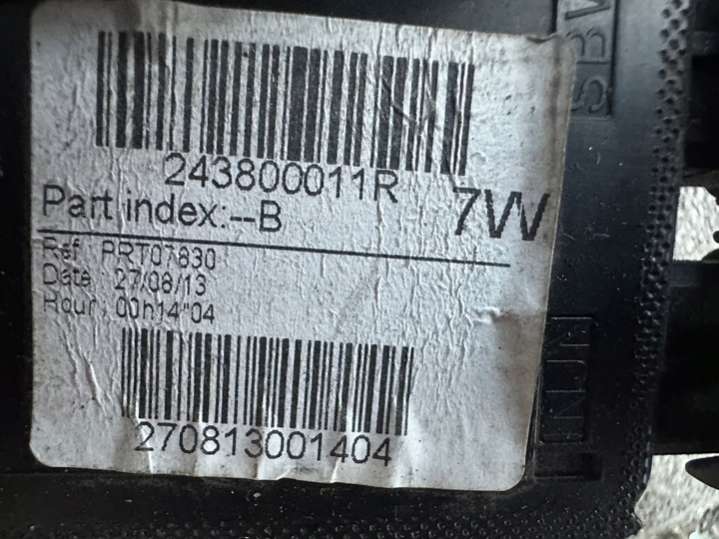 243800011R
Part index:--B
7W
Ref : PRT07830
Date : 27/08/13
Hour : 00h14"04
270813001404